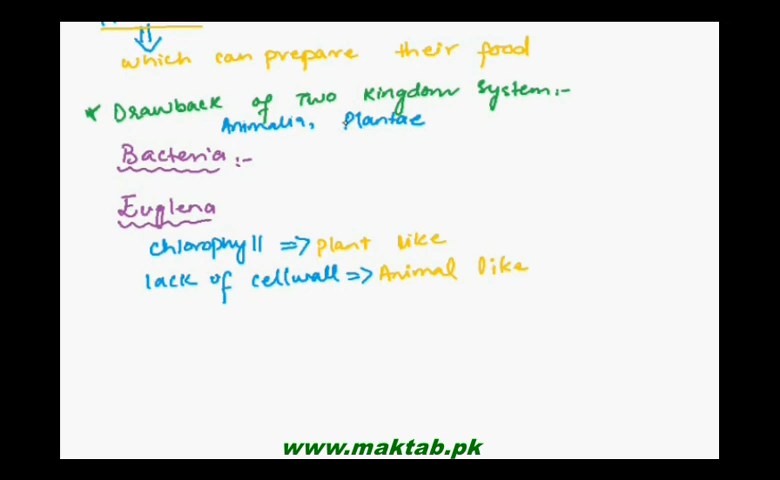 which can prepare their food
* Drawback of Two Kingdom System:-
Animalia, Plantae
Bacteria:-
Euglena
chlorophyll => Plant like
lack of cellwall => Animal like
www.maktab.pk